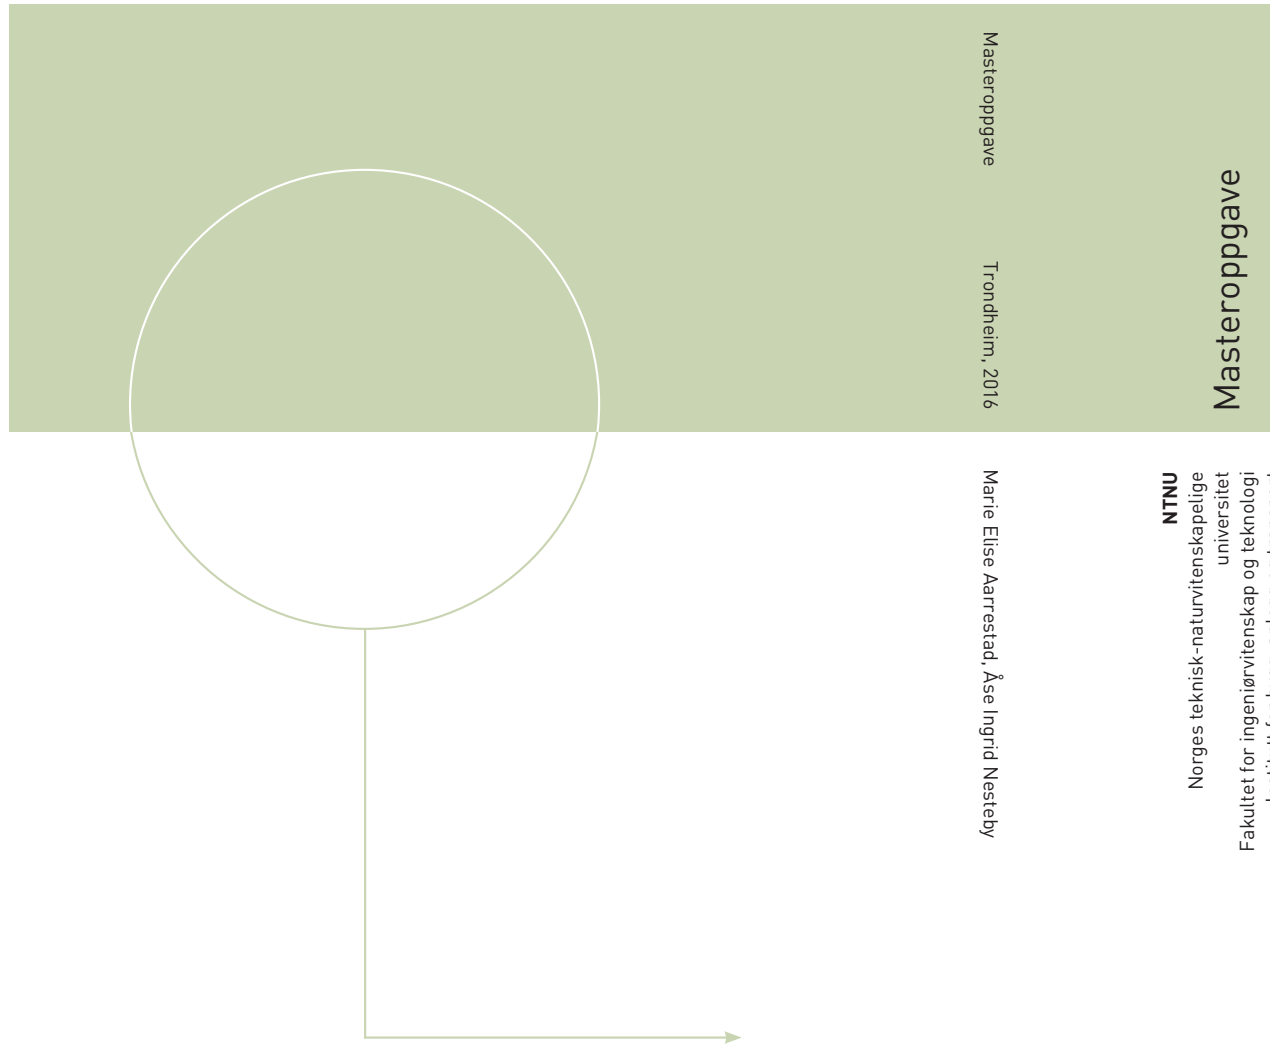 Masteroppgave
Trondheim, 2016
Marie Elise Aarrestad, Åse Ingrid Nesteby
Masteroppgave
NTNU
Norges teknisk-naturvitenskapelige
universitet
Fakultet for ingeniørvitenskap og teknologi